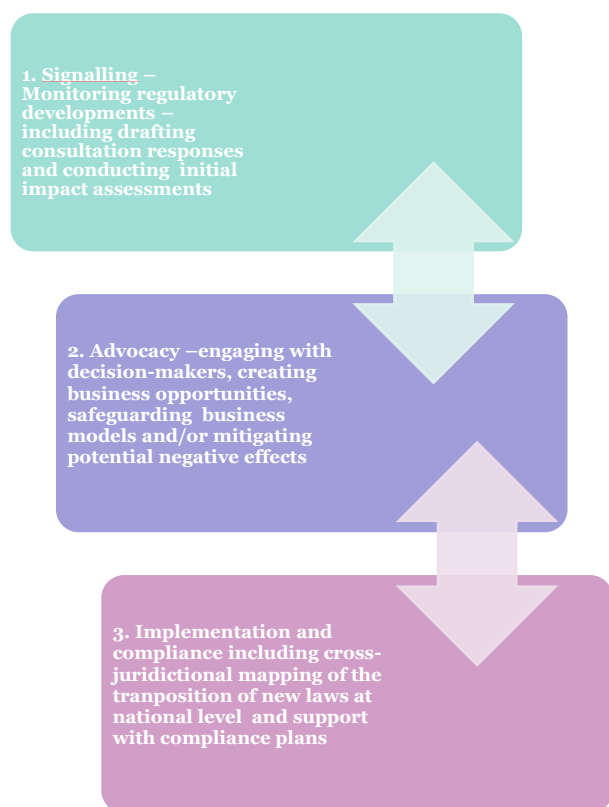 1. Signalling –
Monitoring regulatory
developments –
including drafting
consultation responses
and conducting  initial
impact assessments
2. Advocacy –engaging with
decision-makers, creating
business opportunities,
safeguarding  business
models and/or mitigating
potential negative effects
3. Implementation and
compliance including cross-
juridictional mapping of the
tranposition of new laws at
national level  and support
with compliance plans